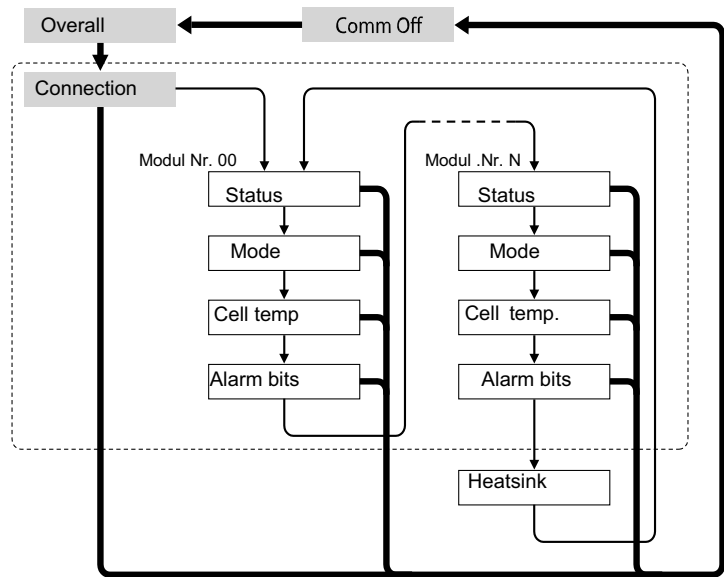 Overall
Comm Off
Connection
Modul Nr. 00
Status
Mode
Cell temp
Alarm bits
Modul .Nr. N
Status
Mode
Cell temp.
Alarm bits
Heatsink